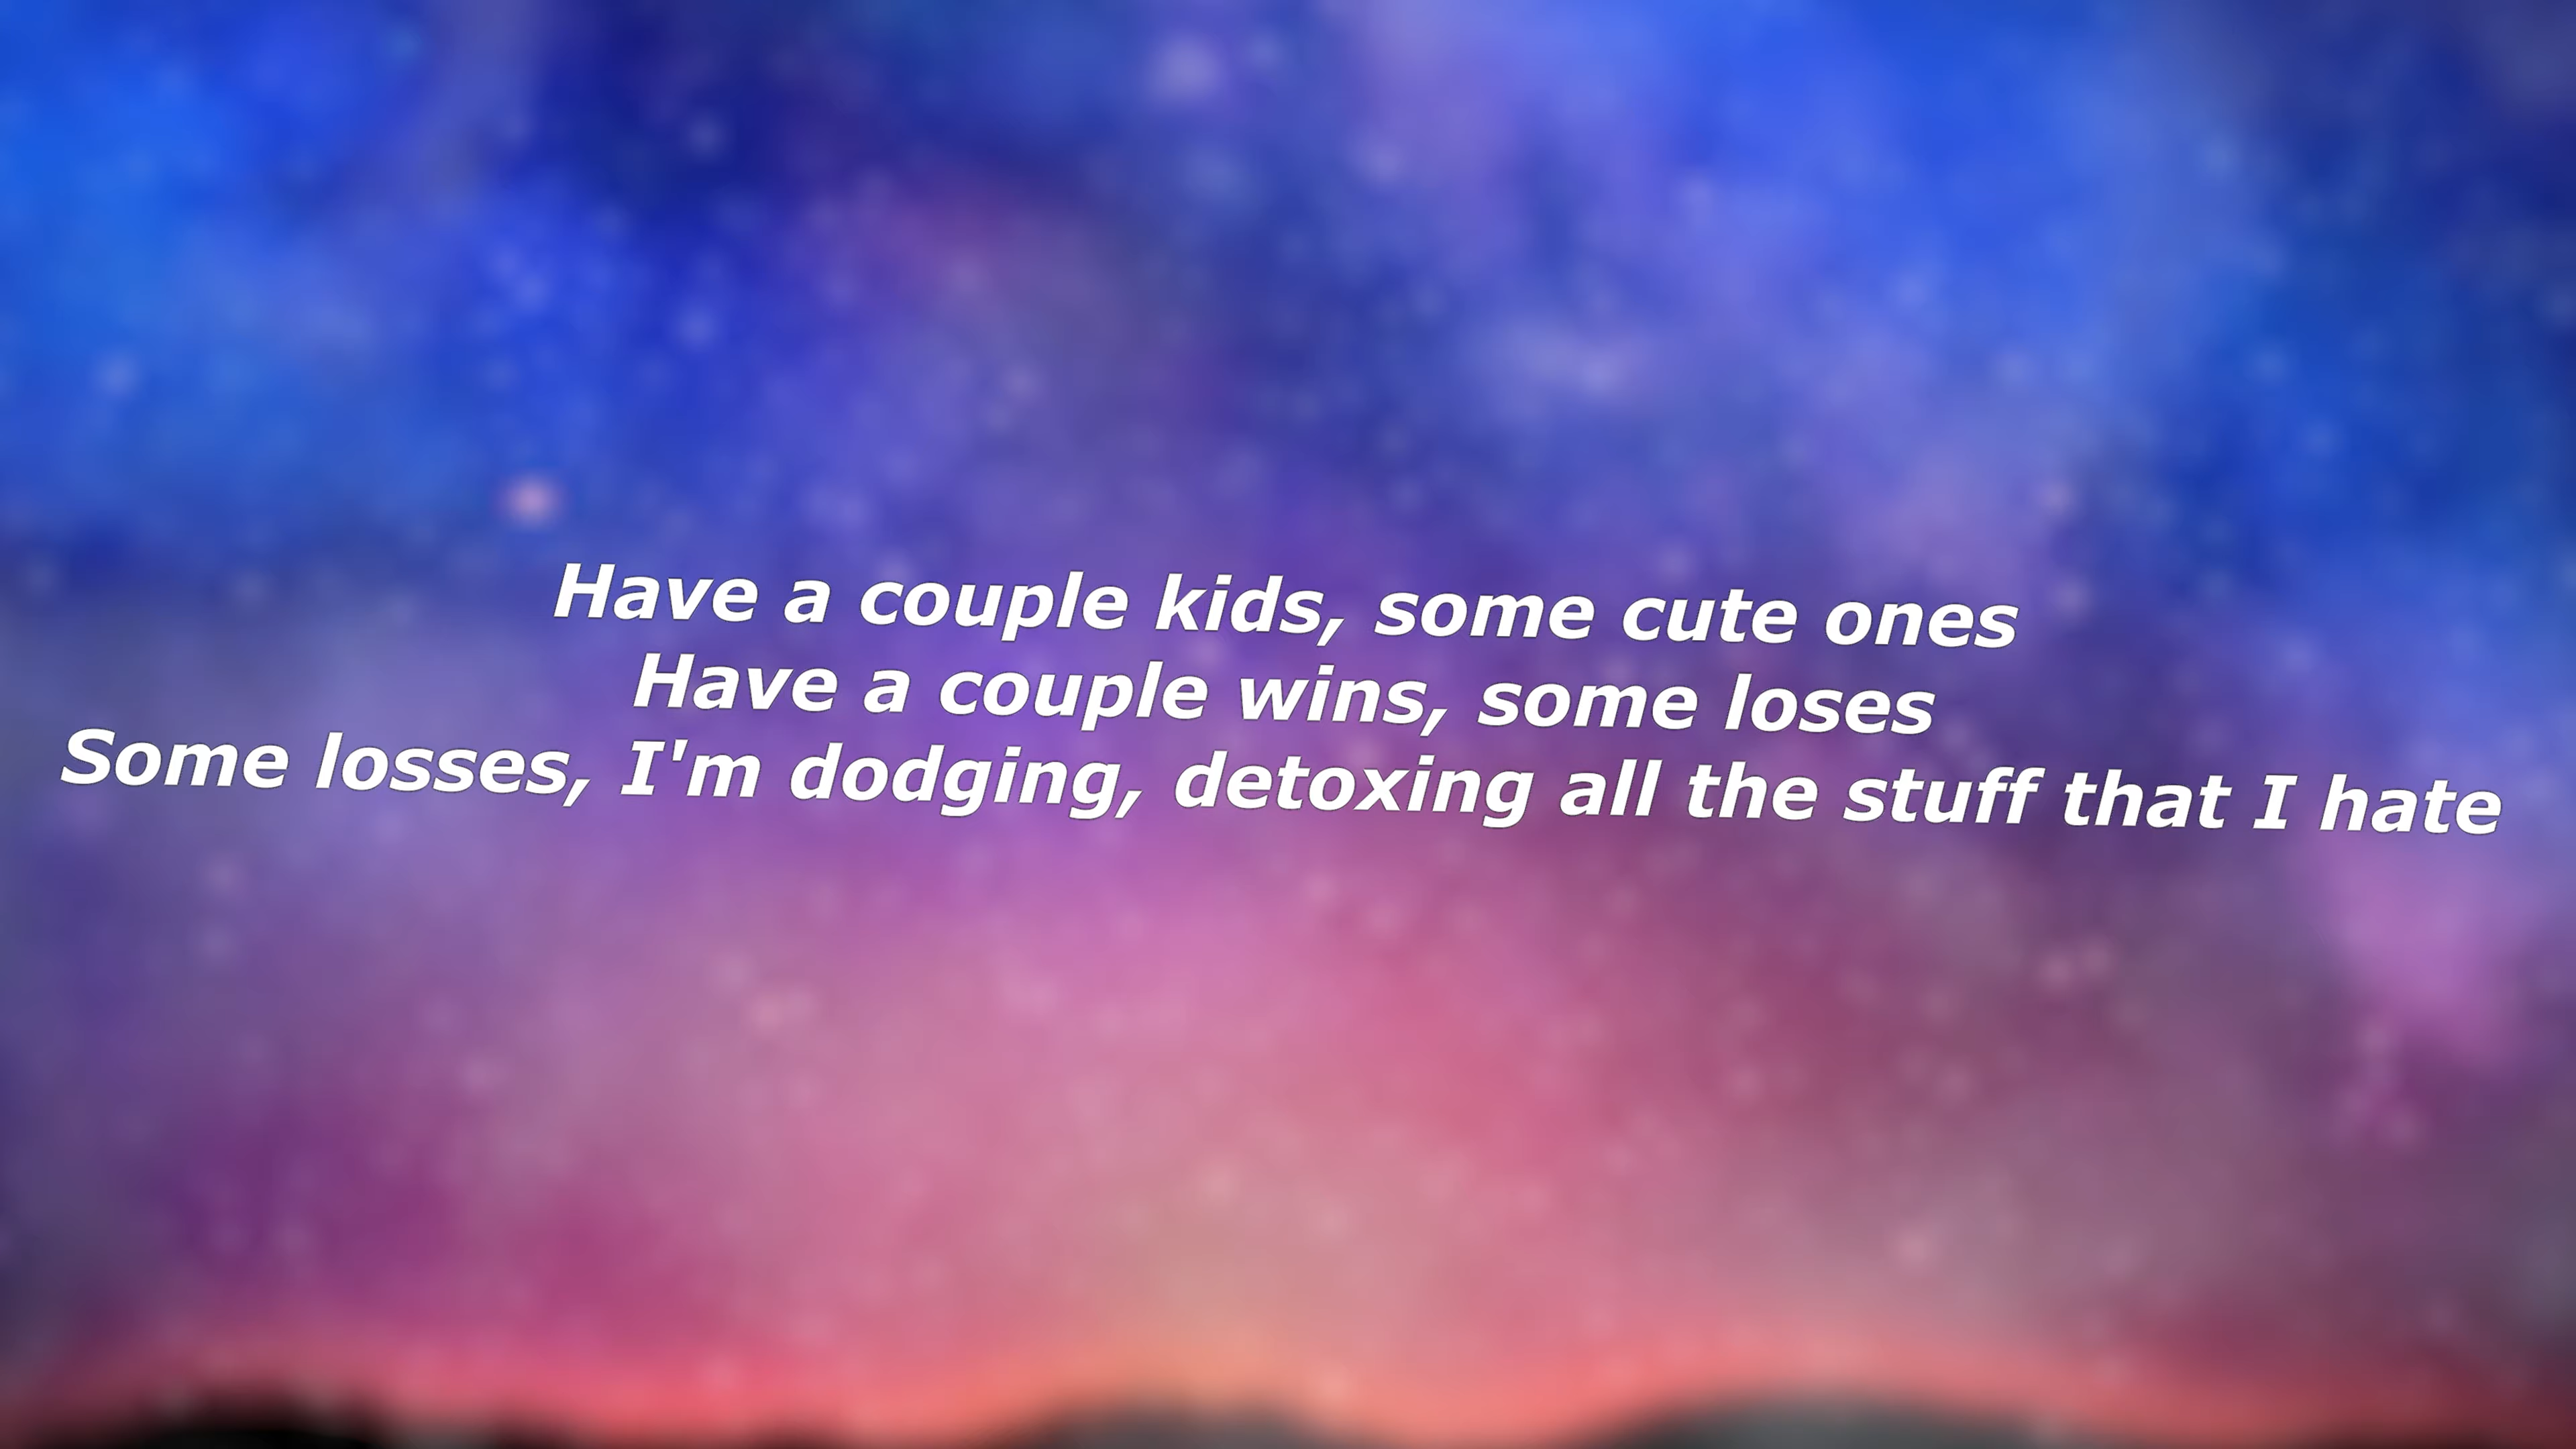 Have a couple kids, some cute ones
Have a couple wins, some loses
Some losses, I'm dodging, detoxing all the stuff that I hate